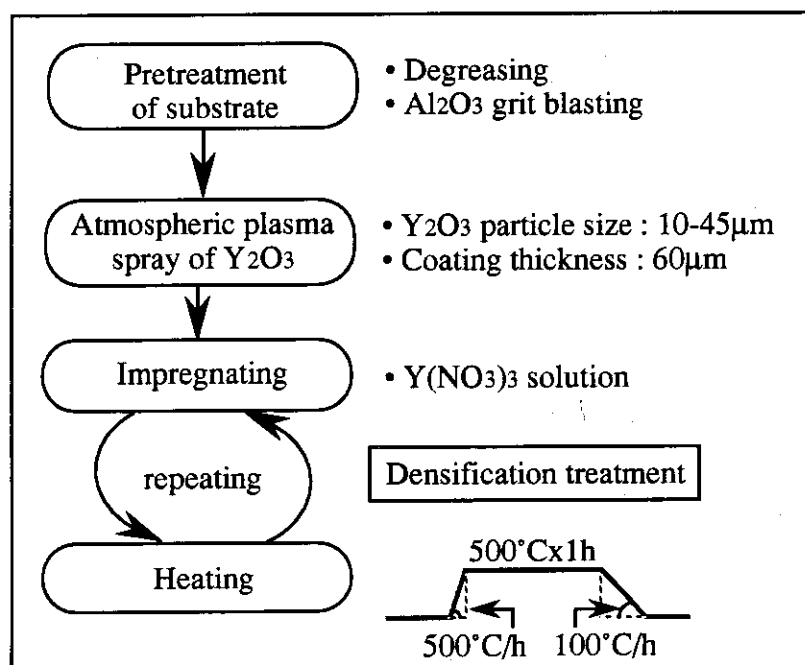 Pretreatment
of substrate
• Degreasing
• Al2O3 grit blasting
Atmospheric plasma
spray of Y2O3
• Y2O3 particle size : 10-45μm
• Coating thickness : 60μm
Impregnating
• Y(NO3)3 solution
repeating
Densification treatment
Heating
500°Cx1h
500°C/h
100°C/h